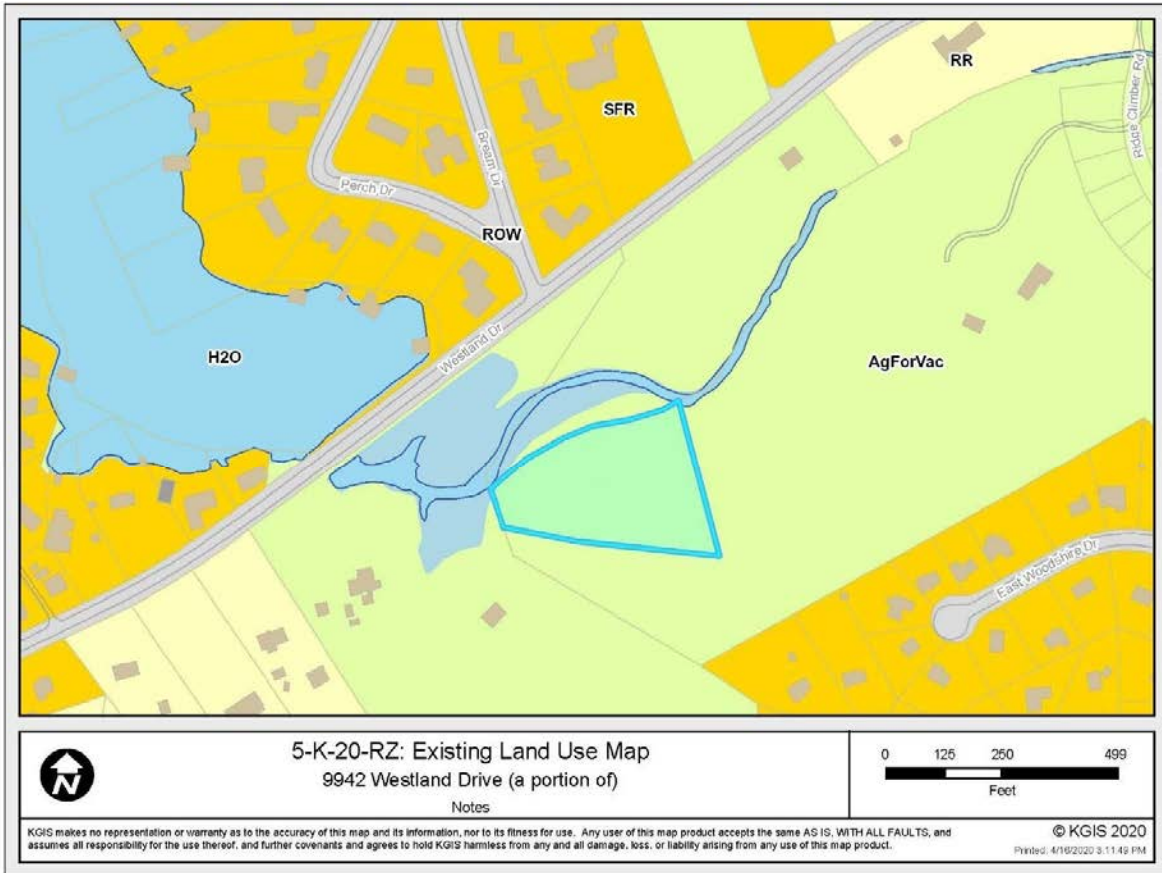 RR
Ridge Climber Rd
SFR
Bream Dr
Perch Dr
ROW
Westland Dr
H2O
AgForVac
East Woodshire Dr
N
5-K-20-RZ: Existing Land Use Map
9942 Westland Drive (a portion of)
Notes
0 125 250 499
Feet
KGIS makes no representation or warranty as to the accuracy of this map and its information, nor to its fitness for use. Any user of this map product accepts the same AS IS, WITH ALL FAULTS, and
assumes all responsibility for the use thereof, and further covenants and agrees to hold KGIS harmless from any and all damage, loss, or liability arising from any use of this map product.
© KGIS 2020
Printed: 4/16/2020 3:11:49 PM